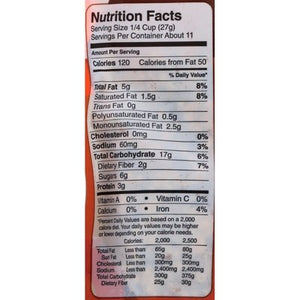 Nutrition Facts
Serving Size 1/4 Cup (27g)
Servings Per Container About 11
Amount Per Serving
Calories 120 Calories from Fat 50
% Daily Value*
Total Fat 5g 8%
Saturated Fat 1.5g 8%
Trans Fat 0g
Polyunsaturated Fat 0.5g
Monounsaturated Fat 2.5g
Cholesterol 0mg 0%
Sodium 60mg 3%
Total Carbohydrate 17g 6%
Dietary Fiber 2g 7%
Sugars 6g
Protein 3g
Vitamin A 0% • Vitamin C 0%
Calcium 0% • Iron 4%
*Percent Daily Values are based on a 2,000
calorie diet. Your daily values may be higher
or lower depending on your calorie needs.
Calories: 2,000 2,500
Total Fat Less than 65g 80g
Sat Fat Less than 20g 25g
Cholesterol Less than 300mg 300mg
Sodium Less than 2,400mg 2,400mg
Total Carbohydrate 300g 375g
Dietary Fiber 25g 30g